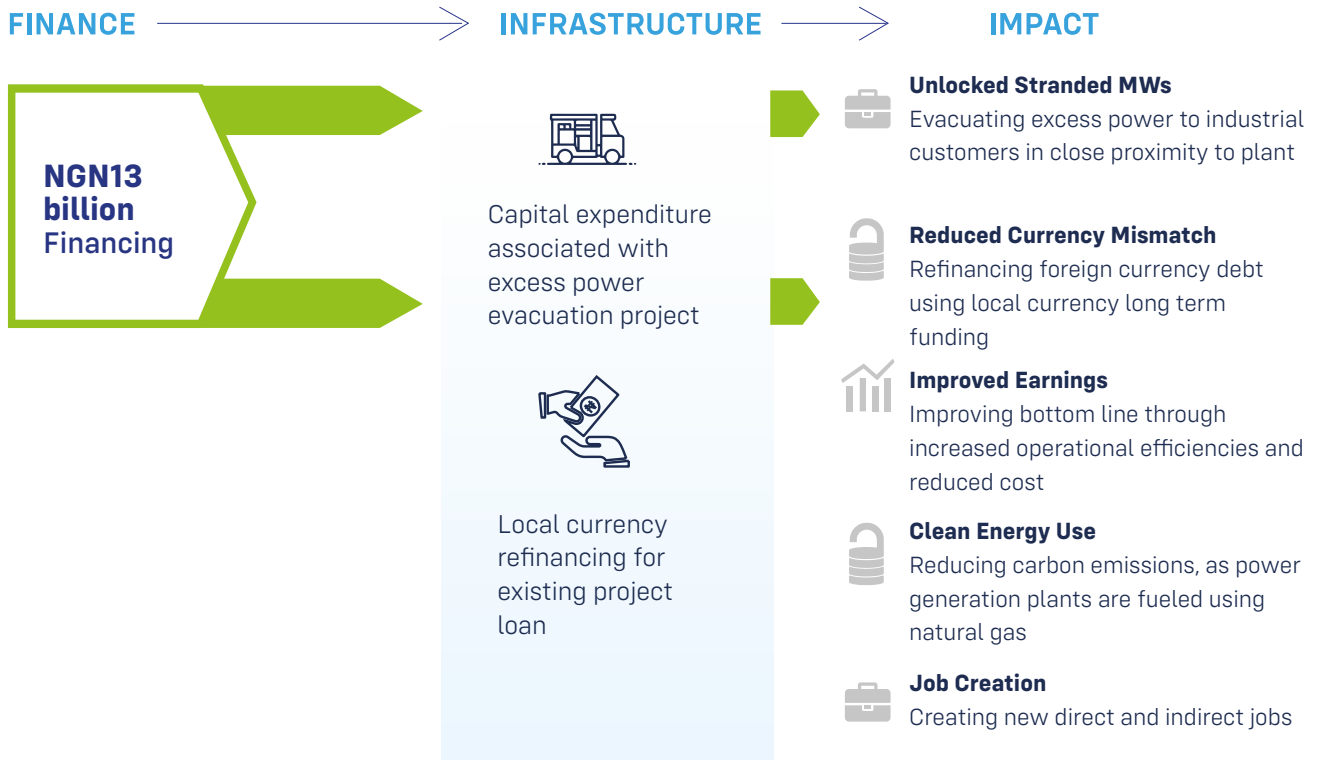 FINANCE
INFRASTRUCTURE
IMPACT
NGN13
billion
Financing
Capital expenditure
associated with
excess power
evacuation project
Local currency
refinancing for
existing project
loan
Unlocked Stranded MWs
Evacuating excess power to industrial
customers in close proximity to plant
Reduced Currency Mismatch
Refinancing foreign currency debt
using local currency long term
funding
Improved Earnings
Improving bottom line through
increased operational efficiencies and
reduced cost
Clean Energy Use
Reducing carbon emissions, as power
generation plants are fueled using
natural gas
Job Creation
Creating new direct and indirect jobs